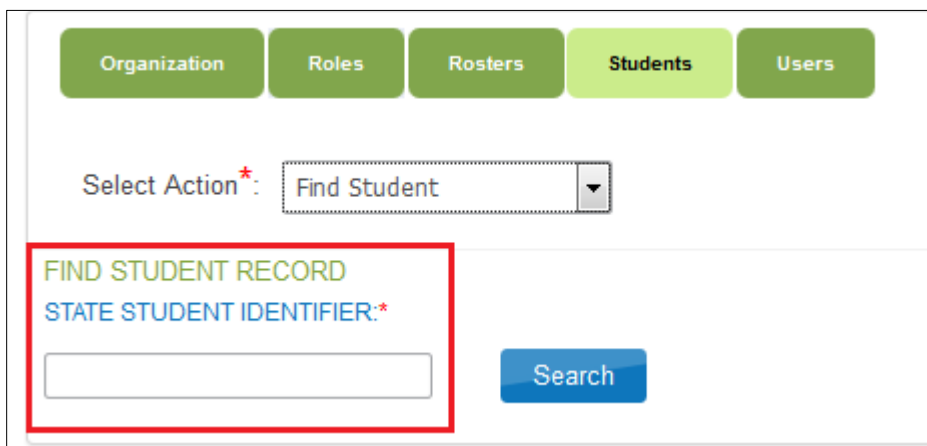 Organization Roles Rosters Students Users
Select Action*: Find Student
FIND STUDENT RECORD
STATE STUDENT IDENTIFIER:*
Search